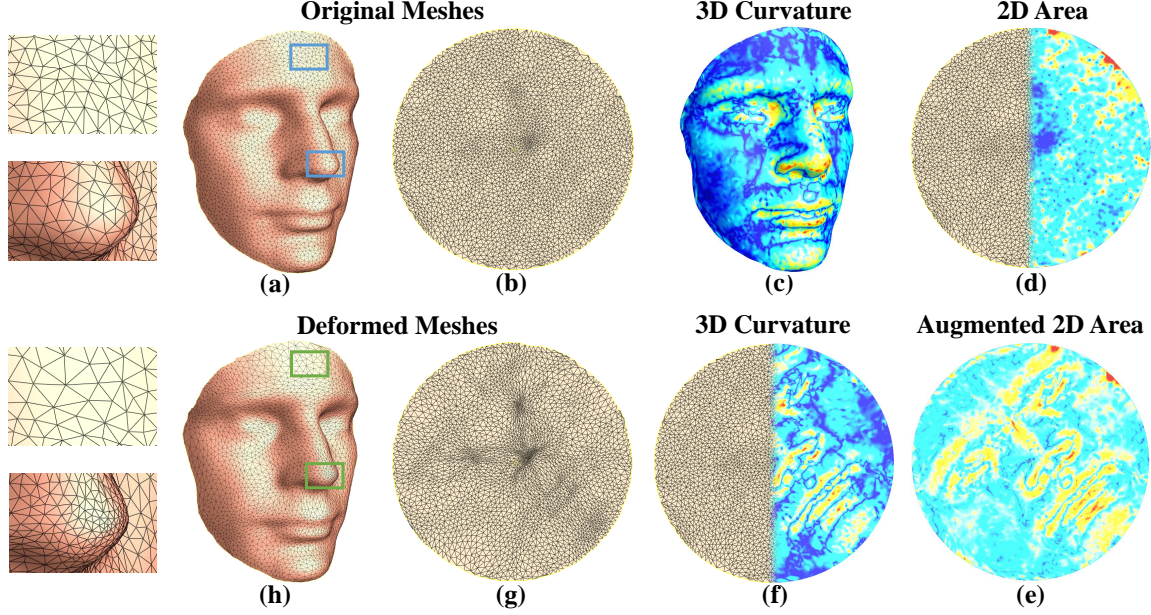 Original Meshes 3D Curvature 2D Area
(a) (b) (c) (d)
Deformed Meshes 3D Curvature Augmented 2D Area
(h) (g) (f) (e)